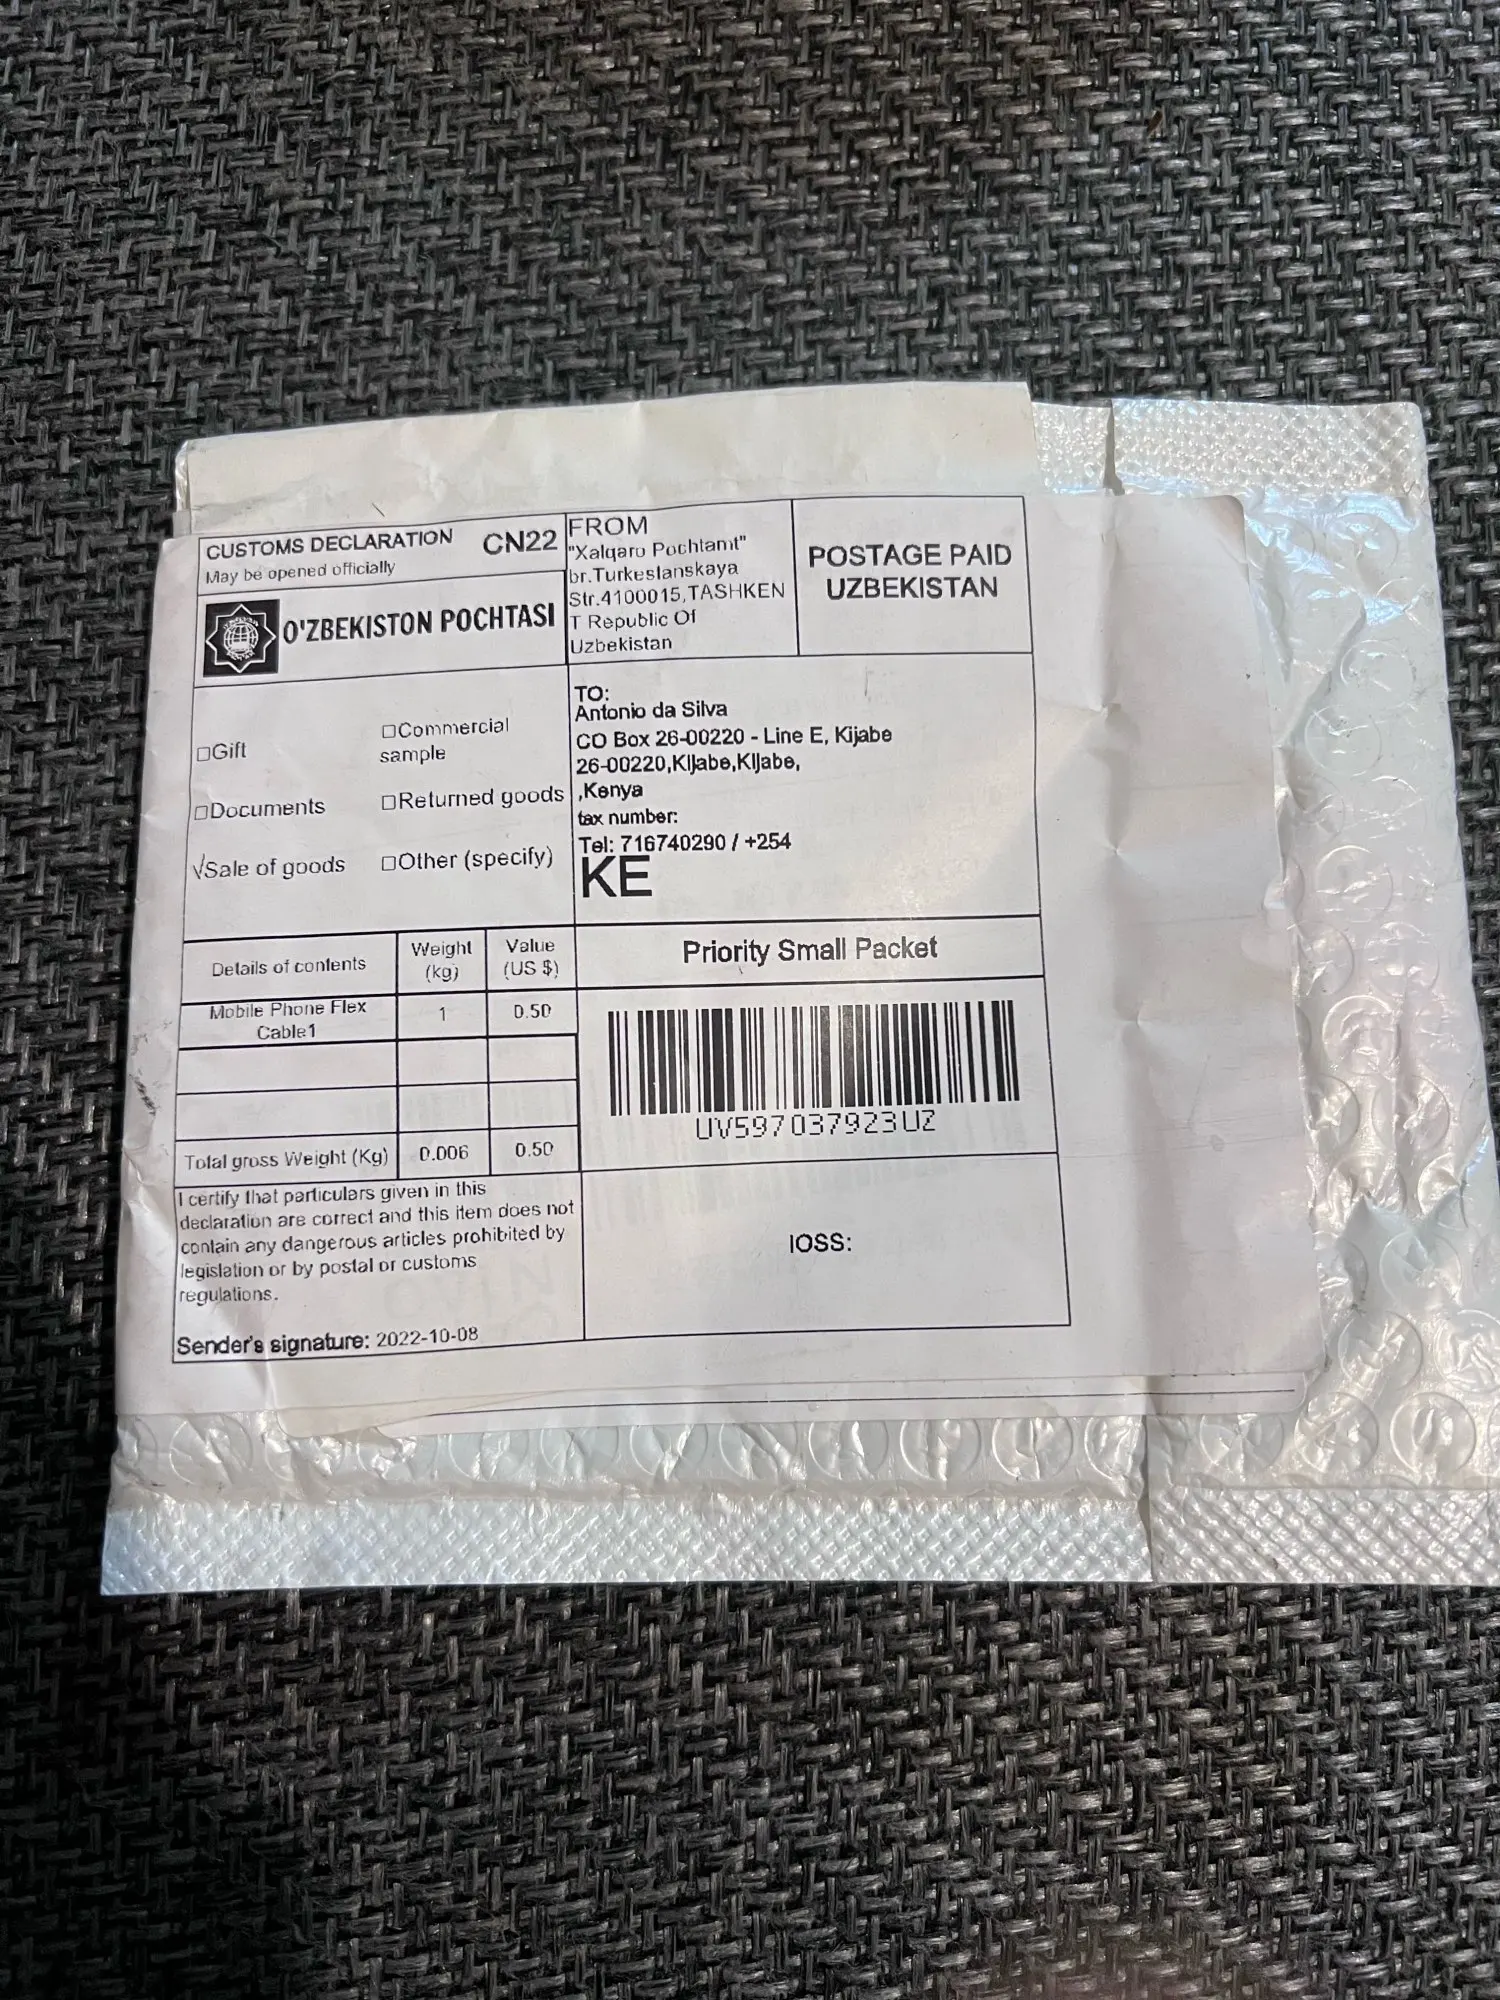 CUSTOMS DECLARATION CN22
May be opened officially
O'ZBEKISTON POCHTASI
FROM
"Xalqaro Pochtamt"
br.Turkestanskaya
Str.4100015,TASHKEN
T Republic Of
Uzbekistan
POSTAGE PAID
UZBEKISTAN
□Gift
□Commercial
sample
□Documents
□Returned goods
√Sale of goods
□Other (specify)
TO:
Antonio da Silva
CO Box 26-00220 - Line E, Kijabe
26-00220,KIjabe,KIjabe,
,Kenya
tax number:
Tel: 716740290 / +254
KE
Details of contents
Weight
(kg)
Value
(US $)
Mobile Phone Flex
Cable1
1
0.50
Total gross Weight (Kg)
0.006
0.50
Priority Small Packet
UV597037923UZ
I certify that particulars given in this
declaration are correct and this item does not
contain any dangerous articles prohibited by
legislation or by postal or customs
regulations.
Sender's signature: 2022-10-08
IOSS: